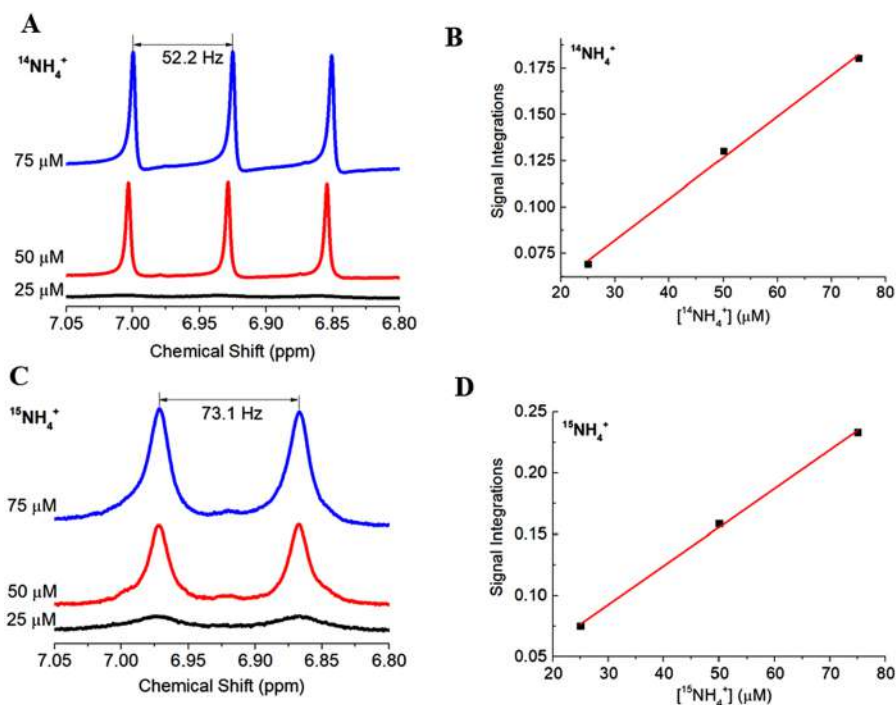 A
¹⁴NH₄⁺
52.2 Hz
75 μM
50 μM
25 μM
7.05 7.00 6.95 6.90 6.85 6.80
Chemical Shift (ppm)
B
¹⁴NH₄⁺
Signal Integrations
0.175
0.150
0.125
0.100
0.075
20 30 40 50 60 70 80
[¹⁴NH₄⁺] (μM)
C
¹⁵NH₄⁺
73.1 Hz
75 μM
50 μM
25 μM
7.05 7.00 6.95 6.90 6.85 6.80
Chemical Shift (ppm)
D
¹⁵NH₄⁺
Signal Integrations
0.25
0.20
0.15
0.10
0.05
20 30 40 50 60 70 80
[¹⁵NH₄⁺] (μM)